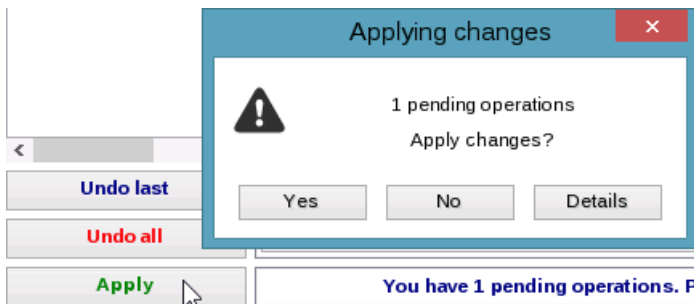 Applying changes
1 pending operations
Apply changes?
Yes No Details
Undo last
Undo all
Apply
You have 1 pending operations.